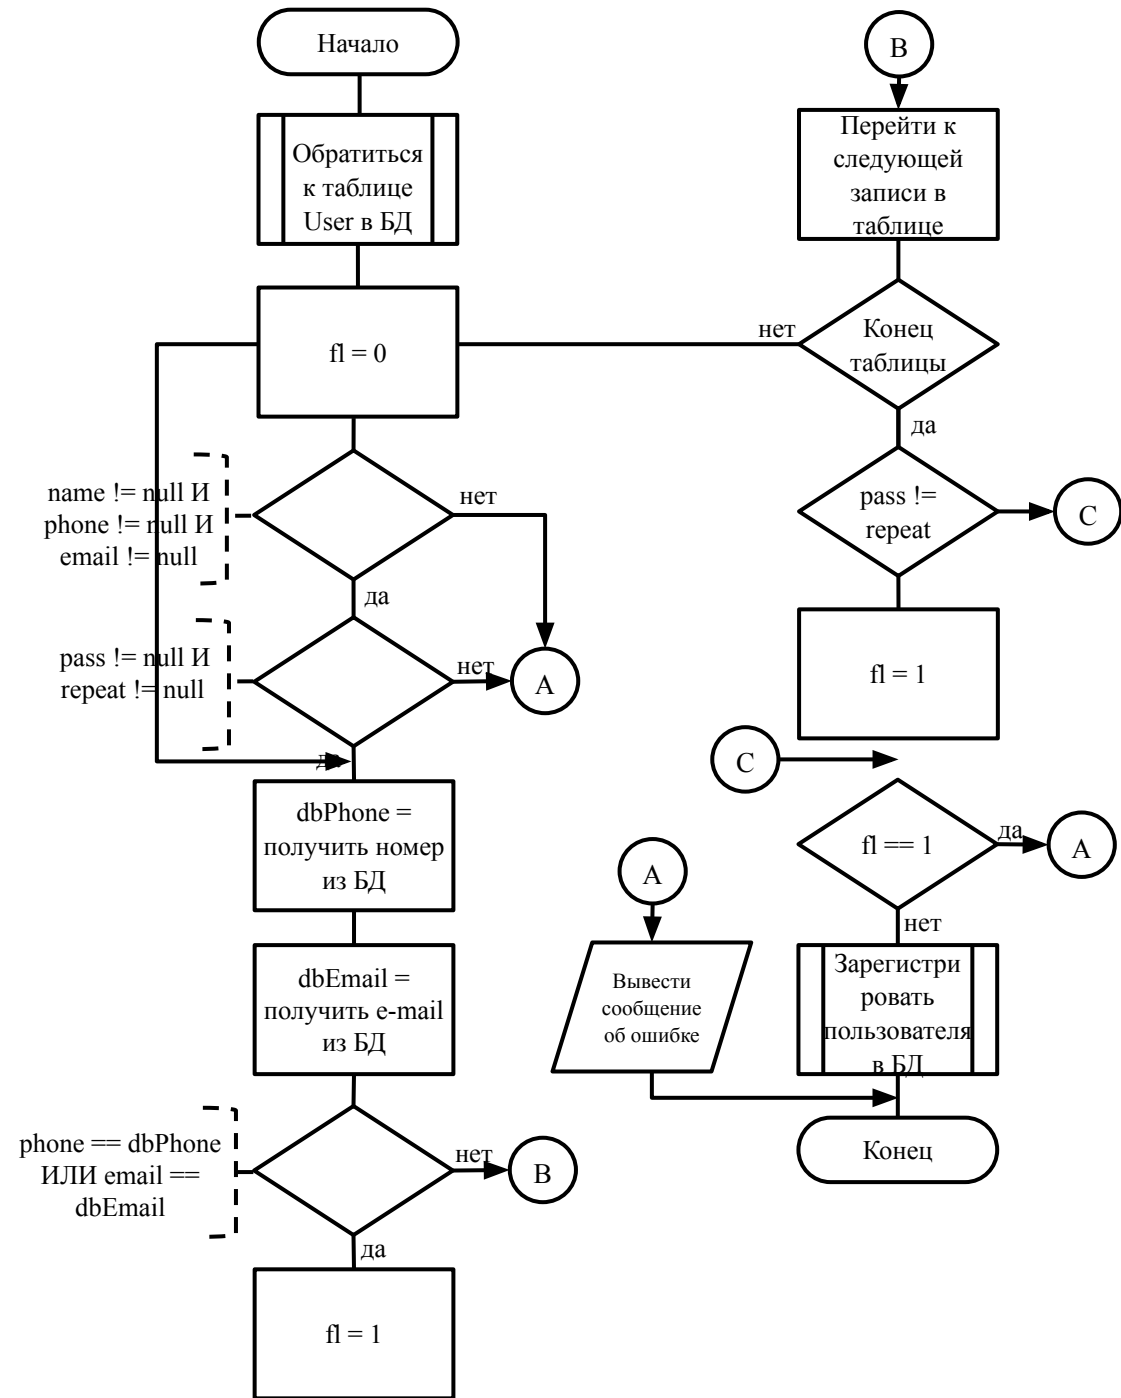 Начало
Обратиться
к таблице
User в БД
fl = 0
name != null И
phone != null И
email != null
нет
да
pass != null И
repeat != null
нет
A
да
dbPhone =
получить номер
из БД
dbEmail =
получить e-mail
из БД
phone == dbPhone
ИЛИ email ==
dbEmail
нет
B
да
fl = 1
B
Перейти к
следующей
записи в
таблице
нет
Конец
таблицы
да
pass !=
repeat
C
fl = 1
C
fl == 1
да
A
нет
A
Вывести
сообщение
об ошибке
Зарегистри
ровать
пользователя
в БД
Конец